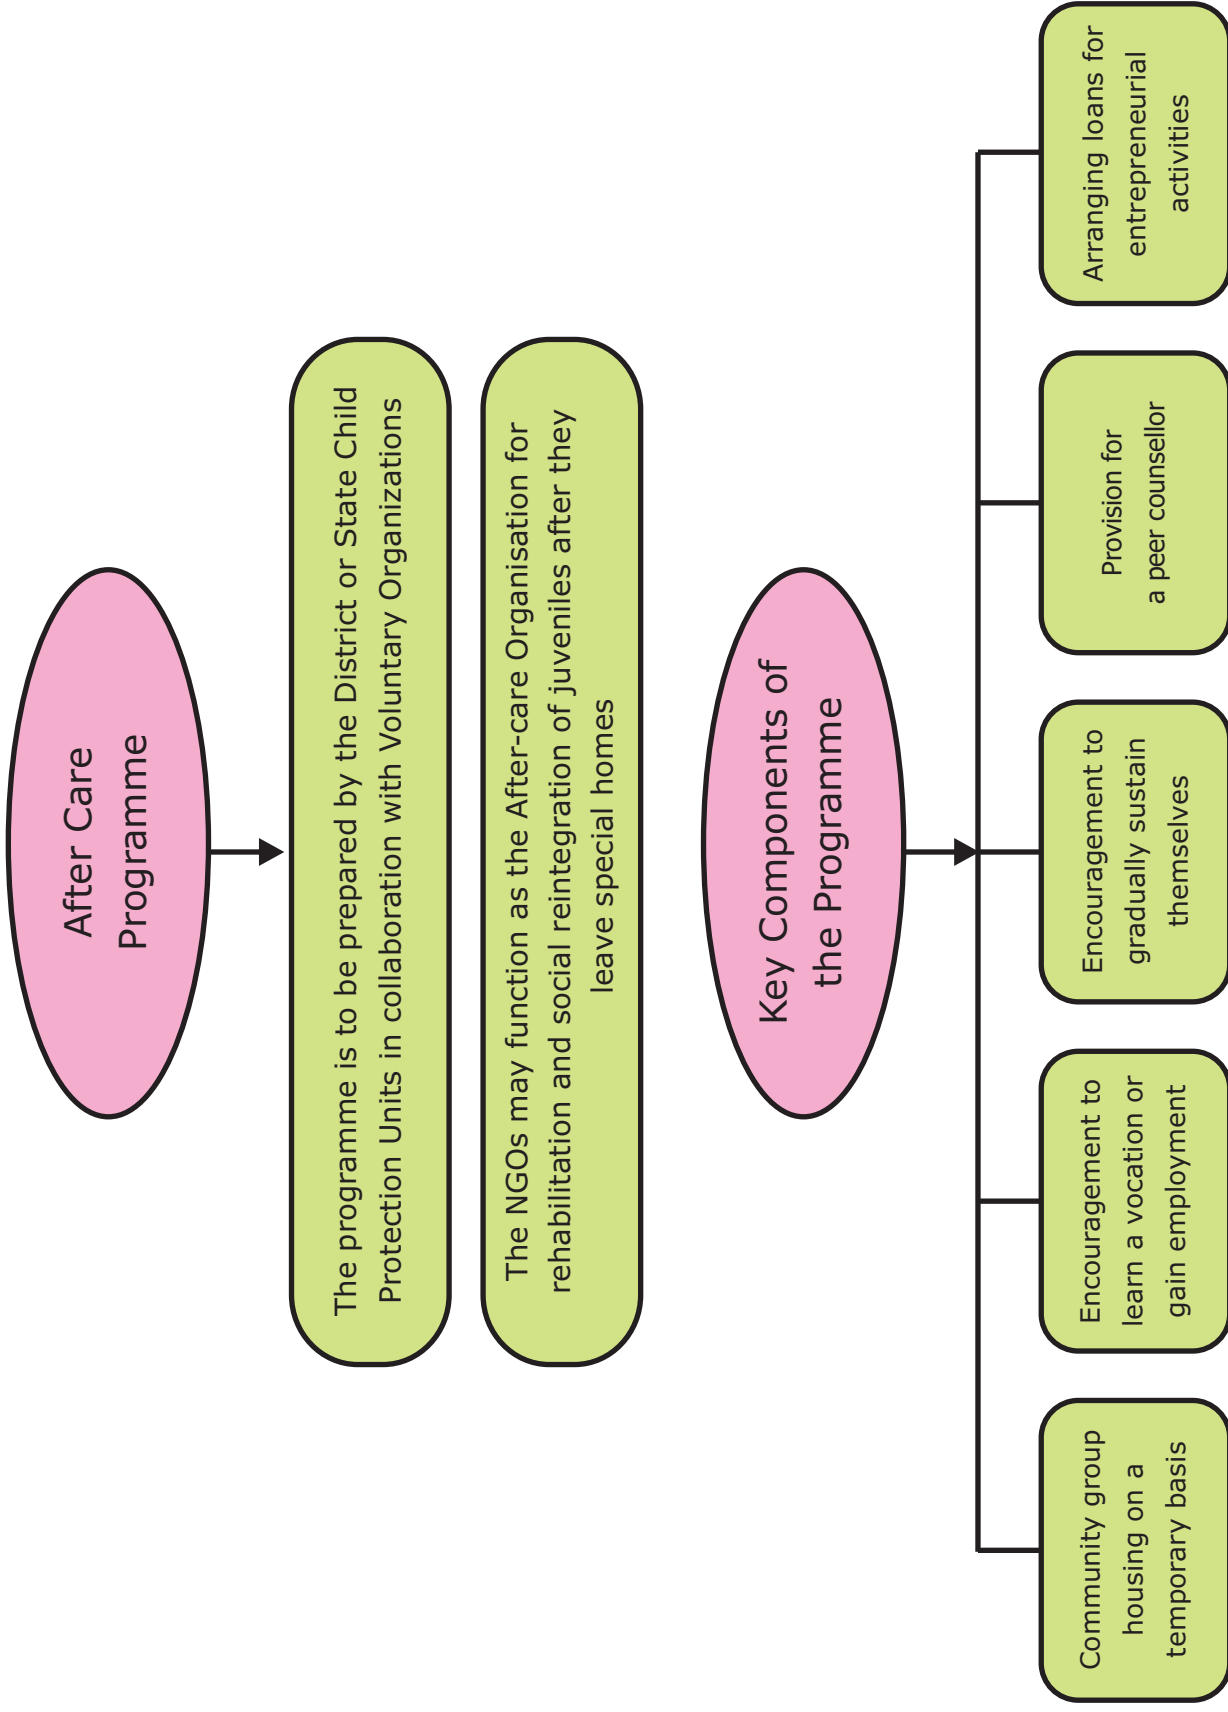 After Care
Programme
The programme is to be prepared by the District or State Child
Protection Units in collaboration with Voluntary Organizations
The NGOs may function as the After-care Organisation for
rehabilitation and social reintegration of juveniles after they
leave special homes
Key Components of
the Programme
Community group
housing on a
temporary basis
Encouragement to
learn a vocation or
gain employment
Encouragement to
gradually sustain
themselves
Provision for
a peer counsellor
Arranging loans for
entrepreneurial
activities